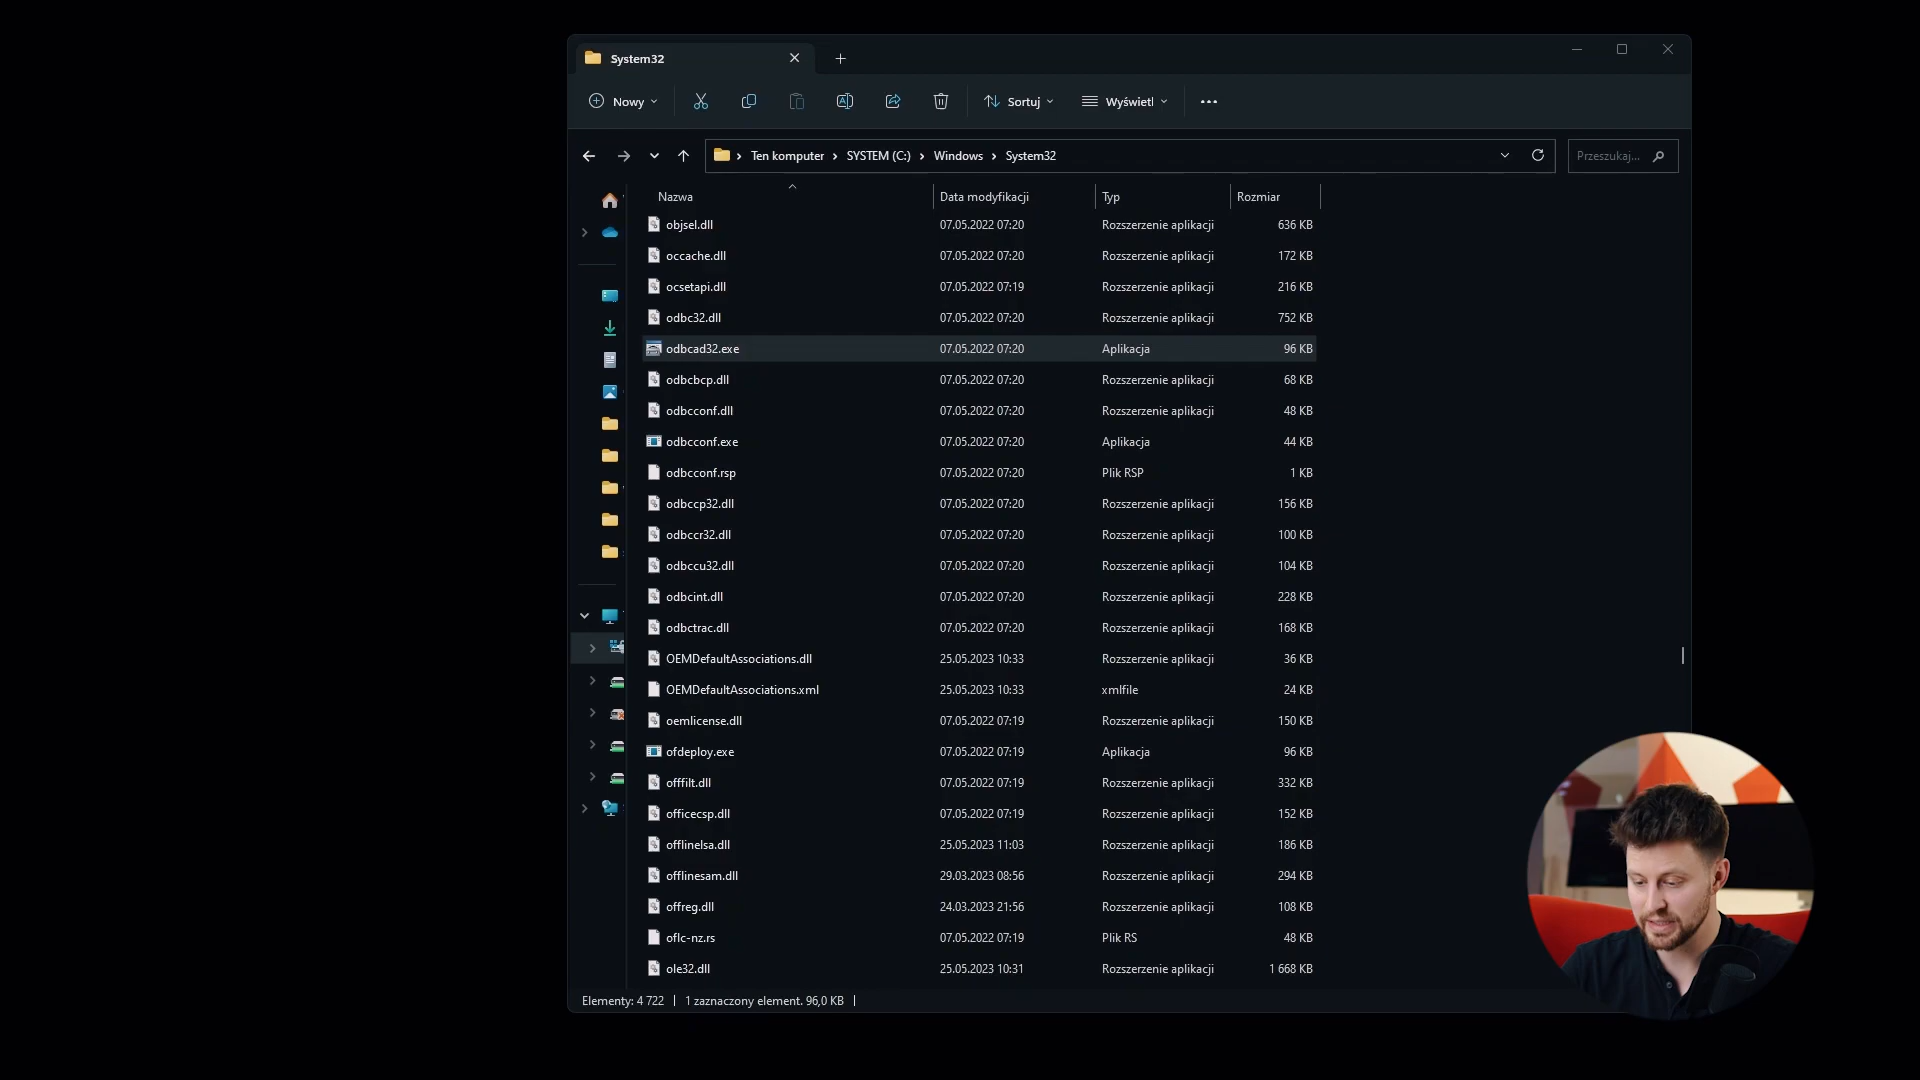 System32
Nowy
Sortuj
Wyświetl
Ten komputer > SYSTEM (C:) > Windows > System32
Przeszukaj...
Nazwa Data modyfikacji Typ Rozmiar
objsel.dll 07.05.2022 07:20 Rozszerzenie aplikacji 636 KB
occache.dll 07.05.2022 07:20 Rozszerzenie aplikacji 172 KB
ocsetapi.dll 07.05.2022 07:19 Rozszerzenie aplikacji 216 KB
odbc32.dll 07.05.2022 07:20 Rozszerzenie aplikacji 752 KB
odbcad32.exe 07.05.2022 07:20 Aplikacja 96 KB
odbcbcp.dll 07.05.2022 07:20 Rozszerzenie aplikacji 68 KB
odbcconf.dll 07.05.2022 07:20 Rozszerzenie aplikacji 48 KB
odbcconf.exe 07.05.2022 07:20 Aplikacja 44 KB
odbcconf.rsp 07.05.2022 07:20 Plik RSP 1 KB
odbccp32.dll 07.05.2022 07:20 Rozszerzenie aplikacji 156 KB
odbccr32.dll 07.05.2022 07:20 Rozszerzenie aplikacji 100 KB
odbccu32.dll 07.05.2022 07:20 Rozszerzenie aplikacji 104 KB
odbcint.dll 07.05.2022 07:20 Rozszerzenie aplikacji 228 KB
odbctrac.dll 07.05.2022 07:20 Rozszerzenie aplikacji 168 KB
OEMDefaultAssociations.dll 25.05.2023 10:33 Rozszerzenie aplikacji 36 KB
OEMDefaultAssociations.xml 25.05.2023 10:33 xmlfile 24 KB
oemlicense.dll 07.05.2022 07:19 Rozszerzenie aplikacji 150 KB
ofdeploy.exe 07.05.2022 07:19 Aplikacja 96 KB
offfilt.dll 07.05.2022 07:19 Rozszerzenie aplikacji 332 KB
officecsp.dll 07.05.2022 07:19 Rozszerzenie aplikacji 152 KB
offlinelsa.dll 25.05.2023 11:03 Rozszerzenie aplikacji 186 KB
offlinesam.dll 29.03.2023 08:56 Rozszerzenie aplikacji 294 KB
offreg.dll 24.03.2023 21:56 Rozszerzenie aplikacji 108 KB
oflc-nz.rs 07.05.2022 07:19 Plik RS 48 KB
ole32.dll 25.05.2023 10:31 Rozszerzenie aplikacji 1 668 KB
Elementy: 4 722 | 1 zaznaczony element. 96,0 KB |